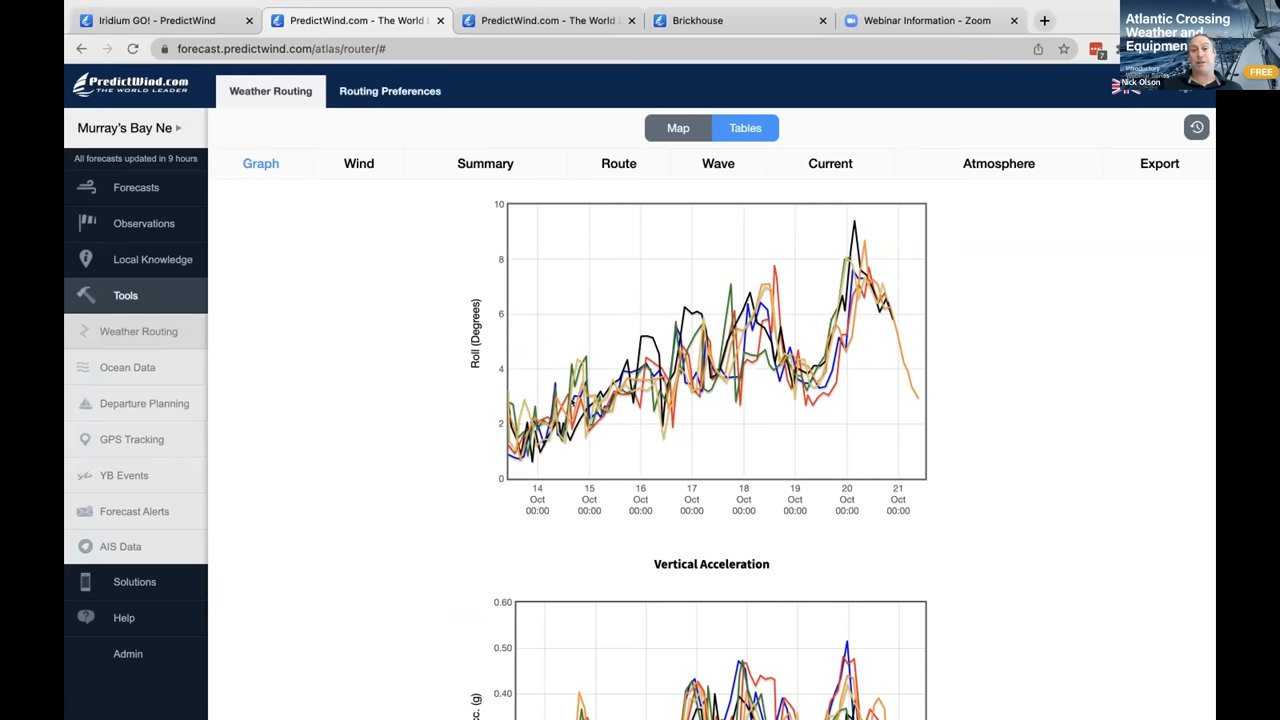 Iridium GO! - PredictWind
PredictWind.com - The World
PredictWind.com - The World
Brickhouse
Webinar Information - Zoom
forecast.predictwind.com/atlas/router/#
7
Atlantic Crossing
Weather and
Equipmen
Introductory
FREE
Nick Olson
PredictWind.com
THE WORLD LEADER
Weather Routing
Routing Preferences
Murray's Bay Ne
Map
Tables
All forecasts updated in 9 hours
Graph
Wind
Summary
Route
Wave
Current
Atmosphere
Export
Forecasts
Observations
Local Knowledge
Tools
Weather Routing
Ocean Data
Departure Planning
GPS Tracking
YB Events
Forecast Alerts
AIS Data
Solutions
Help
Admin
Roll (Degrees)
10
8
6
4
2
0
14 Oct 00:00
15 Oct 00:00
16 Oct 00:00
17 Oct 00:00
18 Oct 00:00
19 Oct 00:00
20 Oct 00:00
21 Oct 00:00
Vertical Acceleration
0.60
0.50
0.40
cc. (g)